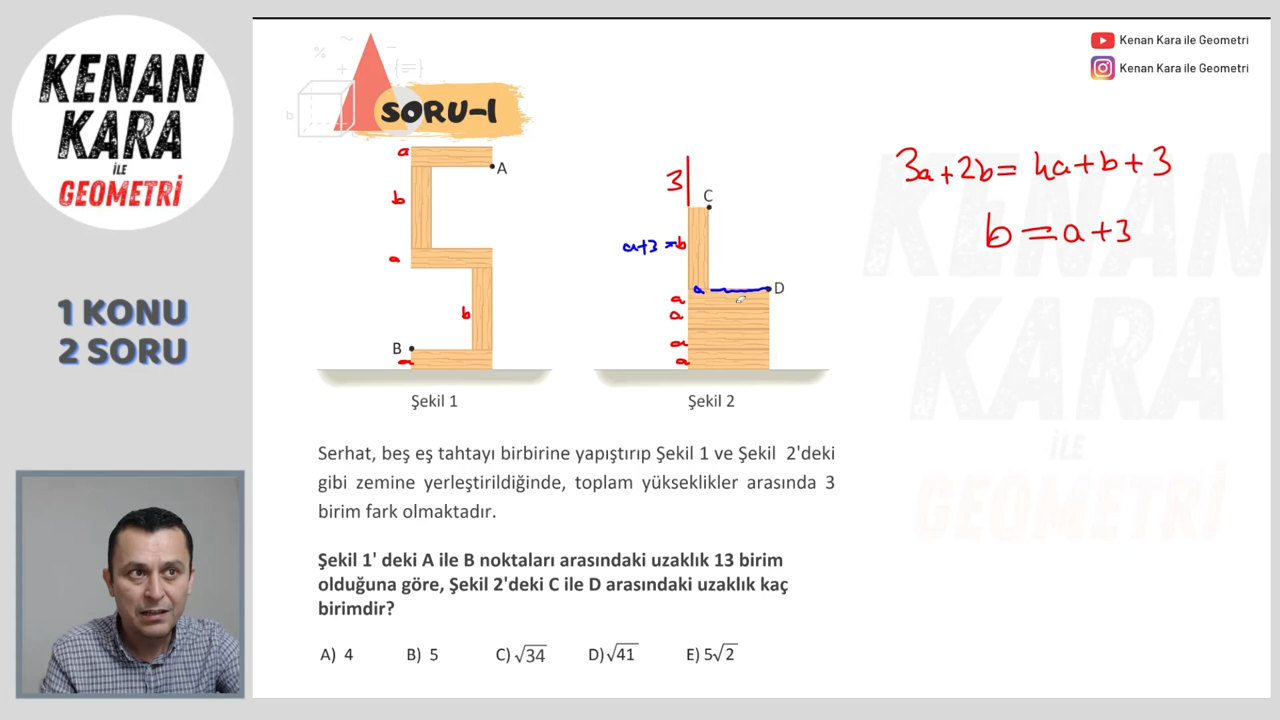 KENAN
KARA
İLE
GEOMETRİ
1 KONU
2 SORU
Kenan Kara ile Geometri
Kenan Kara ile Geometri
SORU-1
a
A
b
a
b
B
a
Şekil 1
3
C
a+3 = b
a
D
a
a
a
a
Şekil 2
3a+2b= 4a+b+3
b=a+3
KENAN
KARA
İLE
GEOMETRİ
Serhat, beş eş tahtayı birbirine yapıştırıp Şekil 1 ve Şekil 2'deki
gibi zemine yerleştirildiğinde, toplam yükseklikler arasında 3
birim fark olmaktadır.
Şekil 1' deki A ile B noktaları arasındaki uzaklık 13 birim
olduğuna göre, Şekil 2'deki C ile D arasındaki uzaklık kaç
birimdir?
A) 4 B) 5 C) √34 D) √41 E) 5√2